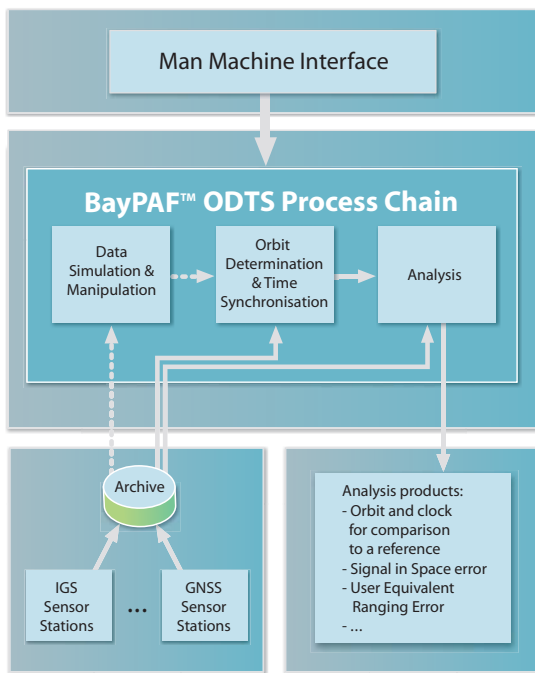 Man Machine Interface
BayPAF™ ODTS Process Chain
Data
Simulation &
Manipulation
Orbit
Determination
& Time
Synchronisation
Analysis
Archive
IGS
Sensor
Stations
...
GNSS
Sensor
Stations
Analysis products:
- Orbit and clock
for comparison
to a reference
- Signal in Space error
- User Equivalent
Ranging Error
- ...